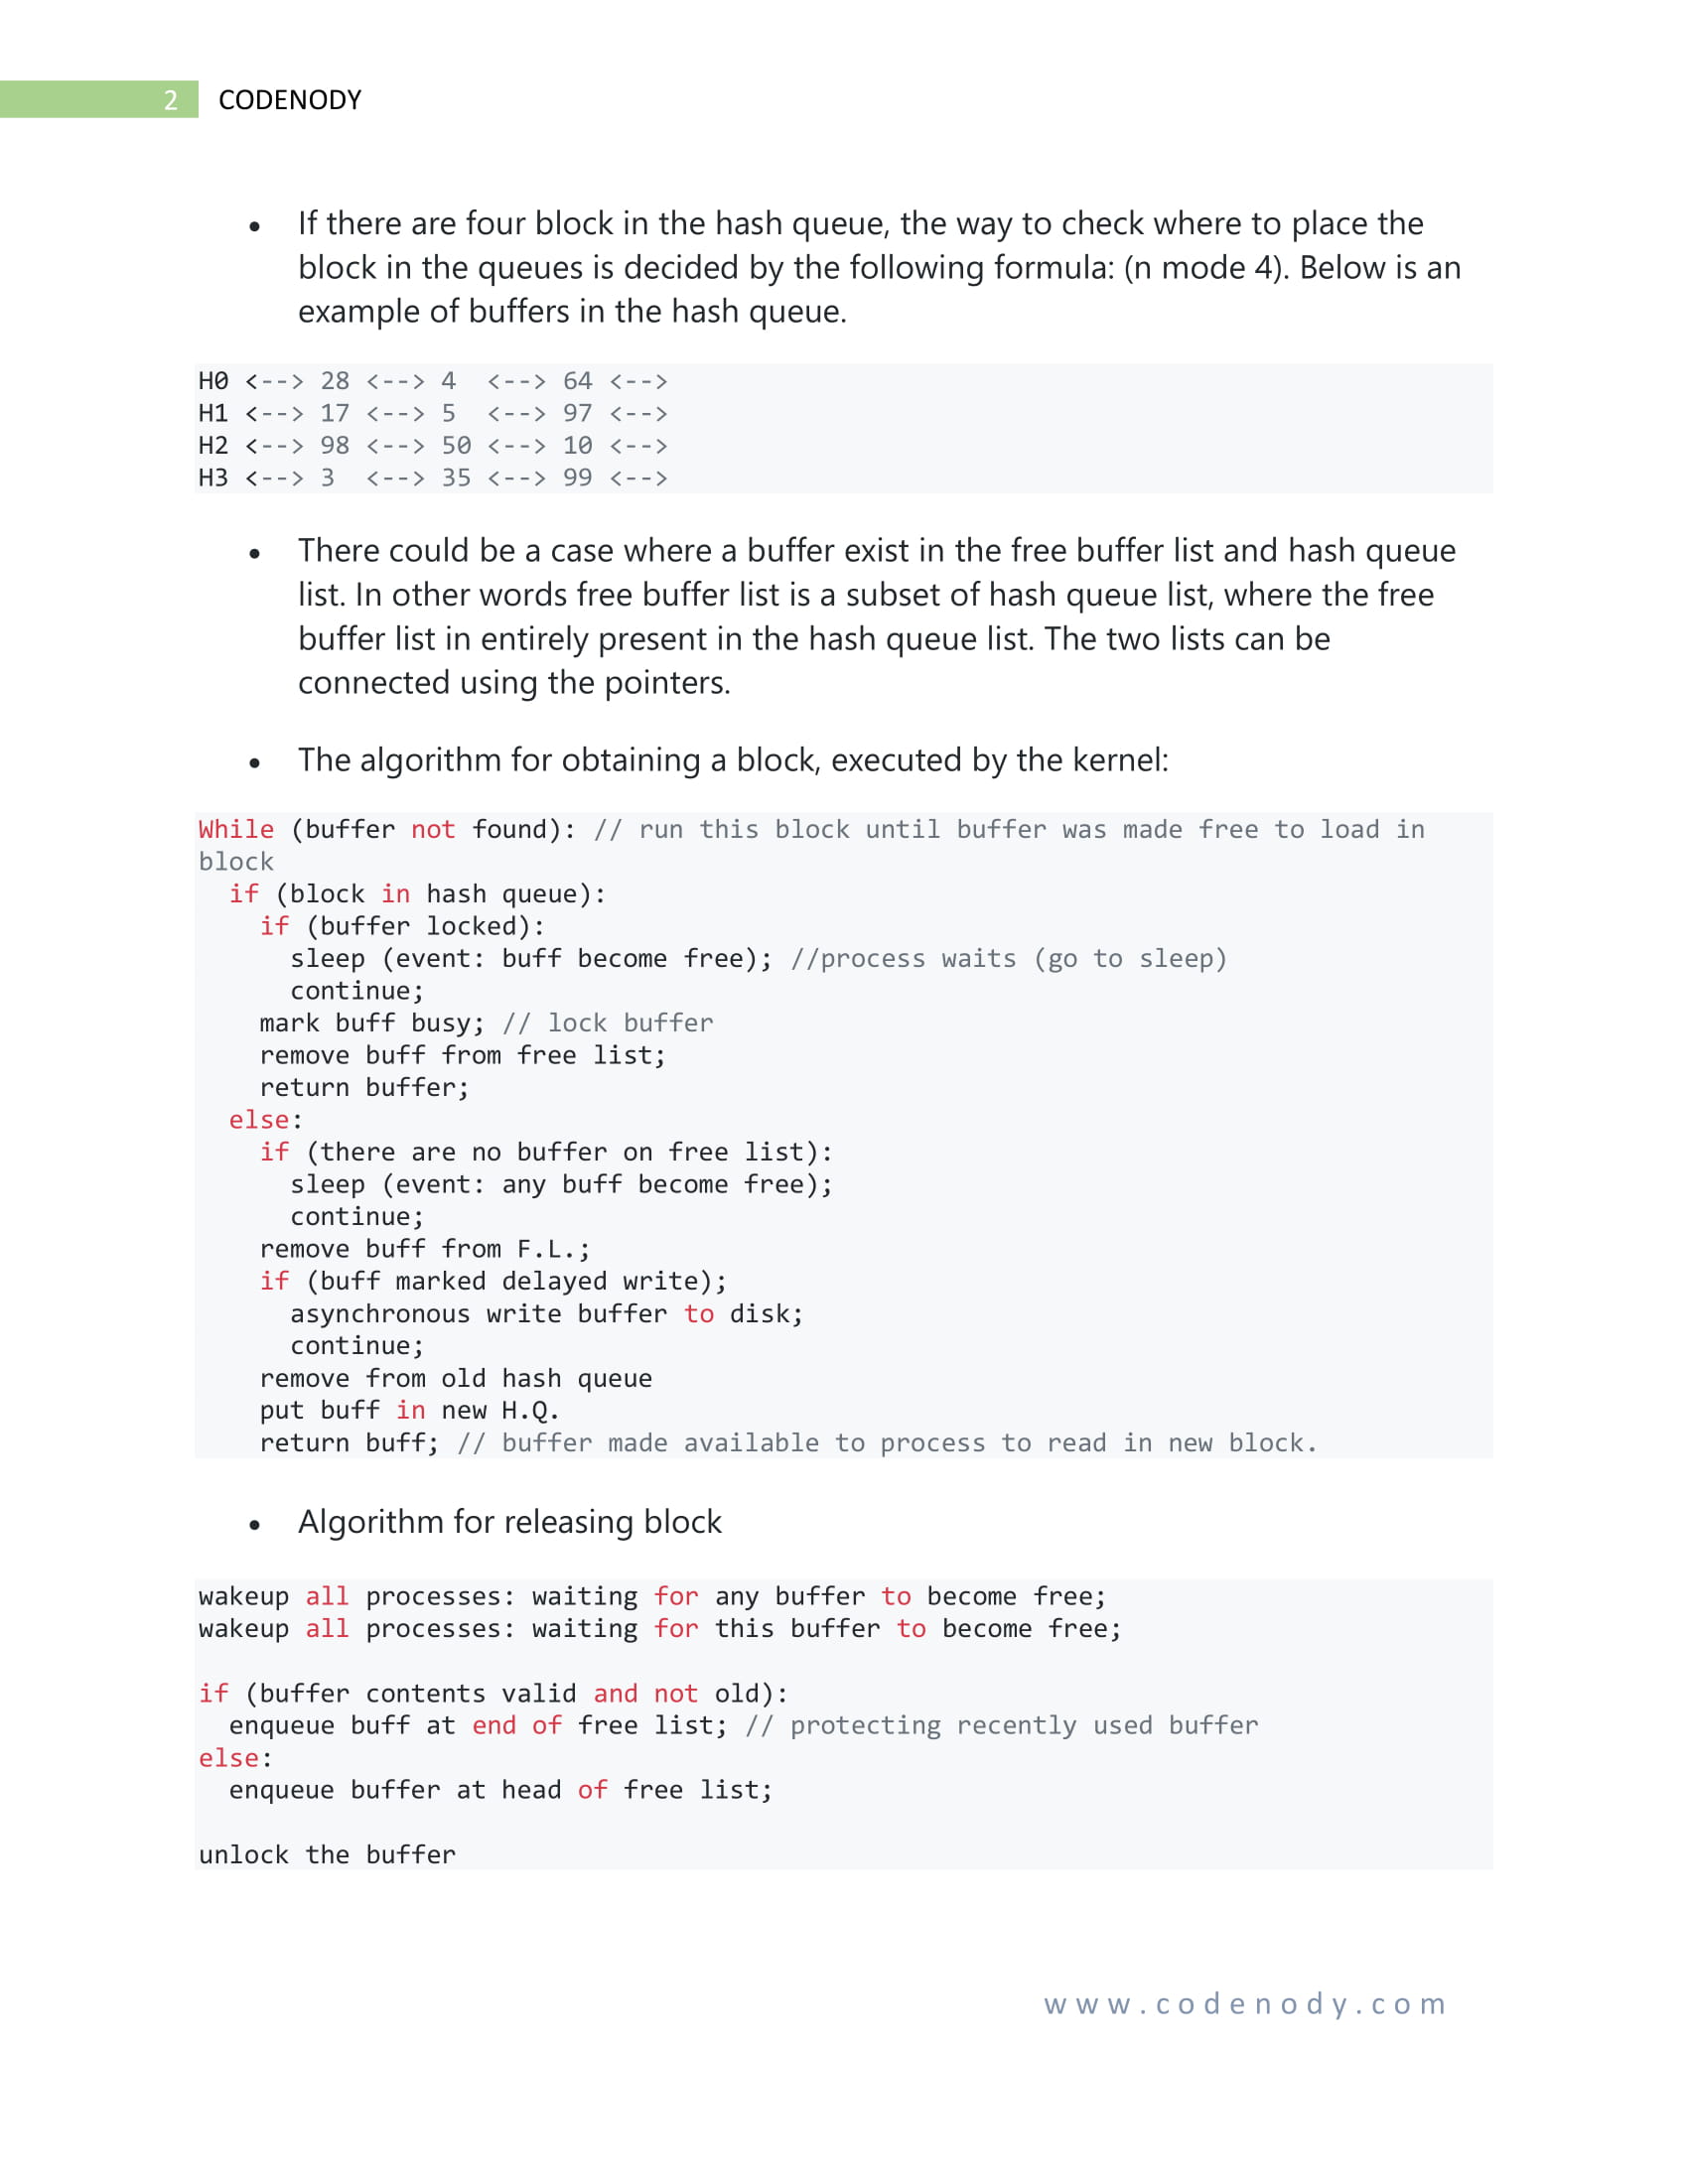 2 CODENODY
• If there are four block in the hash queue, the way to check where to place the
block in the queues is decided by the following formula: (n mode 4). Below is an
example of buffers in the hash queue.
H0 <--> 28 <--> 4  <--> 64 <-->
H1 <--> 17 <--> 5  <--> 97 <-->
H2 <--> 98 <--> 50 <--> 10 <-->
H3 <--> 3  <--> 35 <--> 99 <-->
• There could be a case where a buffer exist in the free buffer list and hash queue
list. In other words free buffer list is a subset of hash queue list, where the free
buffer list in entirely present in the hash queue list. The two lists can be
connected using the pointers.
• The algorithm for obtaining a block, executed by the kernel:
While (buffer not found): // run this block until buffer was made free to load in
block
  if (block in hash queue):
    if (buffer locked):
      sleep (event: buff become free); //process waits (go to sleep)
      continue;
    mark buff busy; // lock buffer
    remove buff from free list;
    return buffer;
  else:
    if (there are no buffer on free list):
      sleep (event: any buff become free);
      continue;
    remove buff from F.L.;
    if (buff marked delayed write);
      asynchronous write buffer to disk;
      continue;
    remove from old hash queue
    put buff in new H.Q.
    return buff; // buffer made available to process to read in new block.
• Algorithm for releasing block
wakeup all processes: waiting for any buffer to become free;
wakeup all processes: waiting for this buffer to become free;
if (buffer contents valid and not old):
  enqueue buff at end of free list; // protecting recently used buffer
else:
  enqueue buffer at head of free list;
unlock the buffer
www.codenody.com